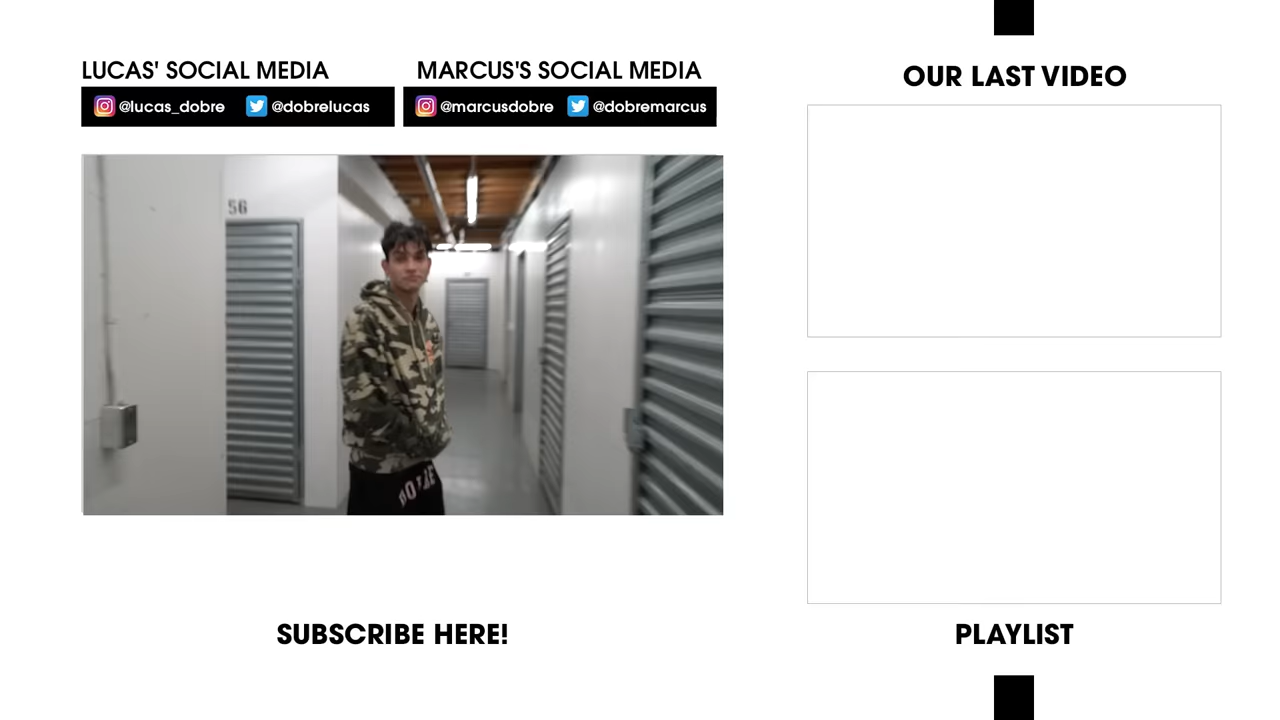 LUCAS' SOCIAL MEDIA
@lucas_dobre @dobrelucas
MARCUS'S SOCIAL MEDIA
@marcusdobre @dobremarcus
OUR LAST VIDEO
56
SUBSCRIBE HERE!
PLAYLIST